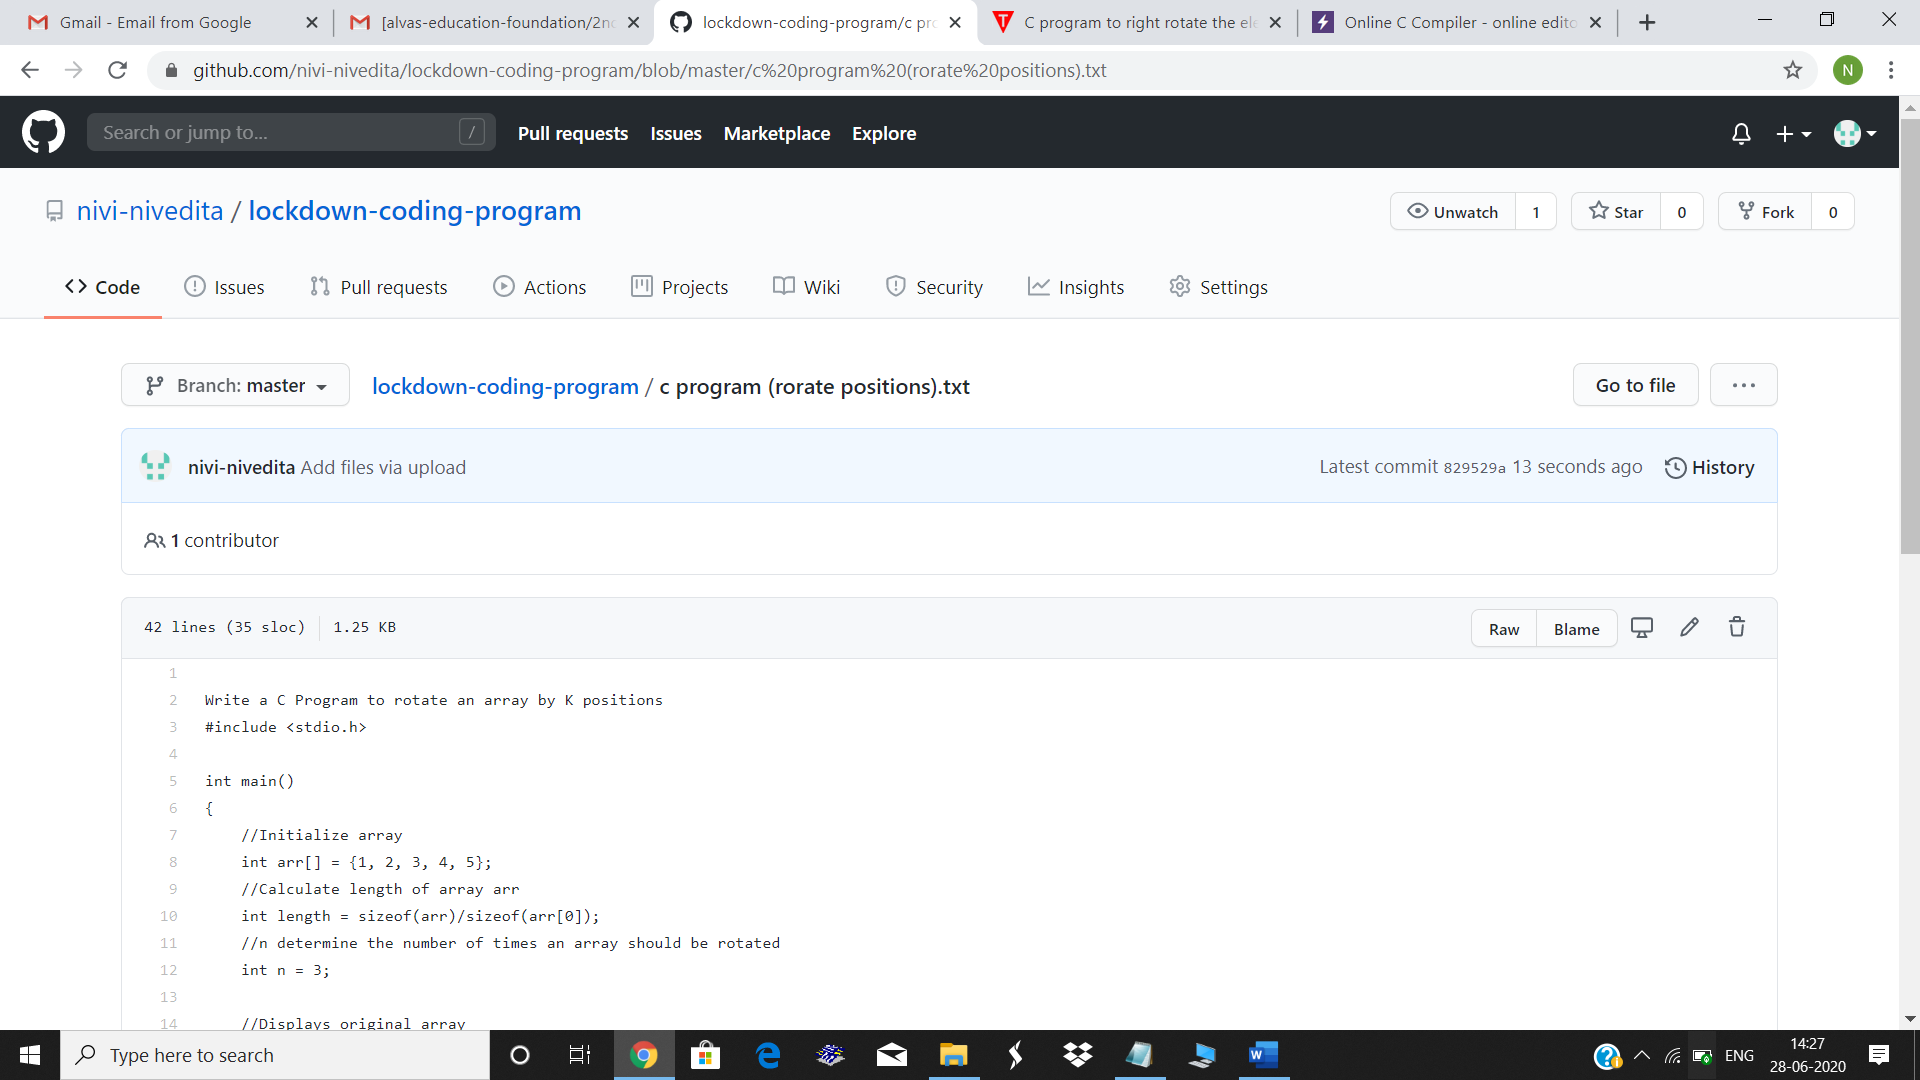 Gmail - Email from Google
[alvas-education-foundation/2n
lockdown-coding-program/c pr
C program to right rotate the ele
Online C Compiler - online edito
github.com/nivi-nivedita/lockdown-coding-program/blob/master/c%20program%20(rorate%20positions).txt
N
Search or jump to...
/
Pull requests
Issues
Marketplace
Explore
nivi-nivedita / lockdown-coding-program
Unwatch 1
Star 0
Fork 0
Code
Issues
Pull requests
Actions
Projects
Wiki
Security
Insights
Settings
Branch: master
lockdown-coding-program / c program (rorate positions).txt
Go to file
nivi-nivedita Add files via upload
Latest commit 829529a 13 seconds ago
History
1 contributor
42 lines (35 sloc) 1.25 KB
Raw
Blame
1
2 Write a C Program to rotate an array by K positions
3 #include <stdio.h>
4
5 int main()
6 {
7 //Initialize array
8 int arr[] = {1, 2, 3, 4, 5};
9 //Calculate length of array arr
10 int length = sizeof(arr)/sizeof(arr[0]);
11 //n determine the number of times an array should be rotated
12 int n = 3;
13
14 //Displays original array
Type here to search
ENG
14:27
28-06-2020